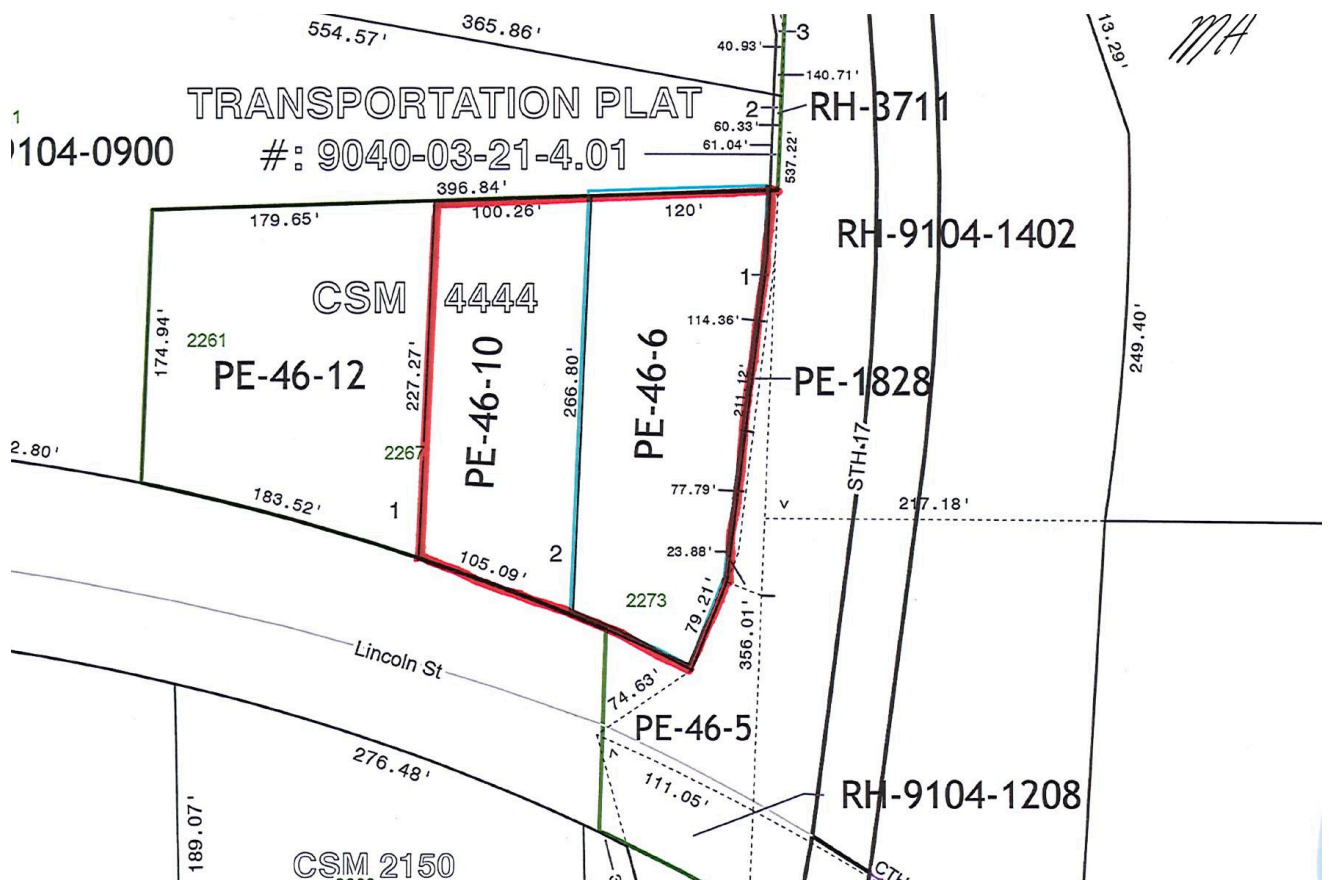 365.86'
554.57'
3
40.93'
13.29'
MA
140.71'
TRANSPORTATION PLAT
2
RH-3711
1
60.33'
9104-0900
#: 9040-03-21-4.01
61.04'
537.22'
396.84'
179.65'
100.26'
120'
RH-9104-1402
1
CSM 4444
114.36'
174.94'
2261
PE-46-12
227.27'
PE-46-10
266.80'
PE-46-6
211.12'
PE-1828
249.40'
2.80'
2267
STH 17
183.52'
1
77.79'
217.18'
105.09'
2
23.88'
2273
79.21'
356.01'
Lincoln St
74.63'
PE-46-5
276.48'
111.05'
RH-9104-1208
189.07'
CSM 2150